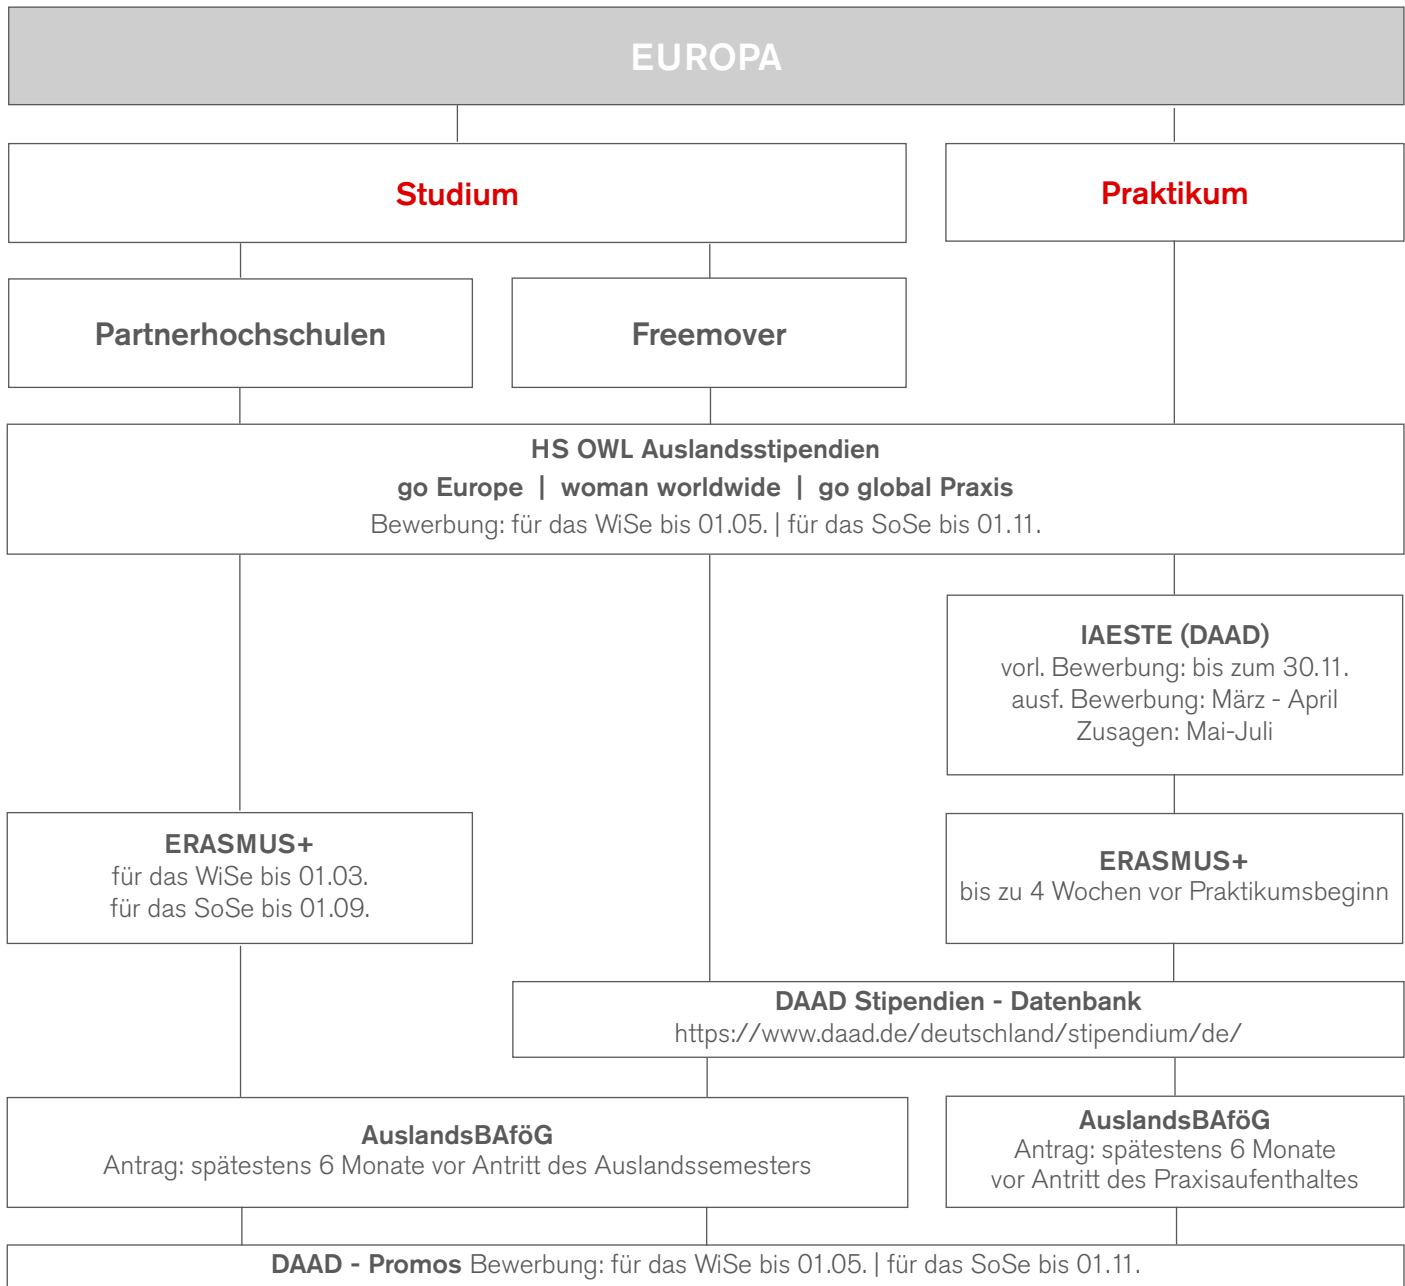 EUROPA
Studium
Praktikum
Partnerhochschulen
Freemover
HS OWL Auslandsstipendien
go Europe | woman worldwide | go global Praxis
Bewerbung: für das WiSe bis 01.05. | für das SoSe bis 01.11.
IAESTE (DAAD)
vorl. Bewerbung: bis zum 30.11.
ausf. Bewerbung: März - April
Zusagen: Mai-Juli
ERASMUS+
für das WiSe bis 01.03.
für das SoSe bis 01.09.
ERASMUS+
bis zu 4 Wochen vor Praktikumsbeginn
DAAD Stipendien - Datenbank
https://www.daad.de/deutschland/stipendium/de/
AuslandsBAföG
Antrag: spätestens 6 Monate vor Antritt des Auslandssemesters
AuslandsBAföG
Antrag: spätestens 6 Monate
vor Antritt des Praxisaufenthaltes
DAAD - Promos Bewerbung: für das WiSe bis 01.05. | für das SoSe bis 01.11.